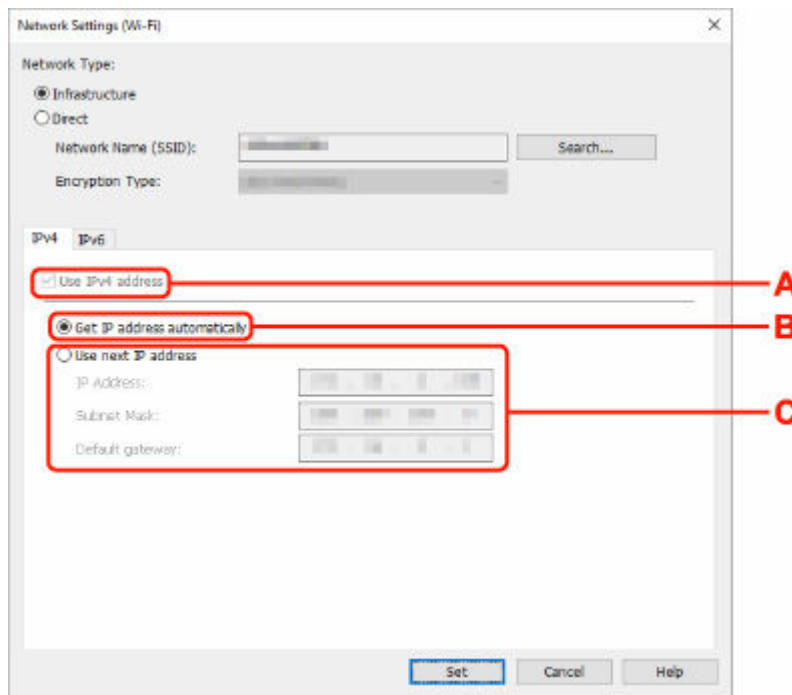 Network Settings (Wi-Fi)
Network Type:
Infrastructure
Direct
Network Name (SSID):
Search...
Encryption Type:
IPv4 IPv6
Use IPv4 address
A
Get IP address automatically
B
Use next IP address
IP Address:
Subnet Mask:
C
Default gateway:
Set Cancel Help